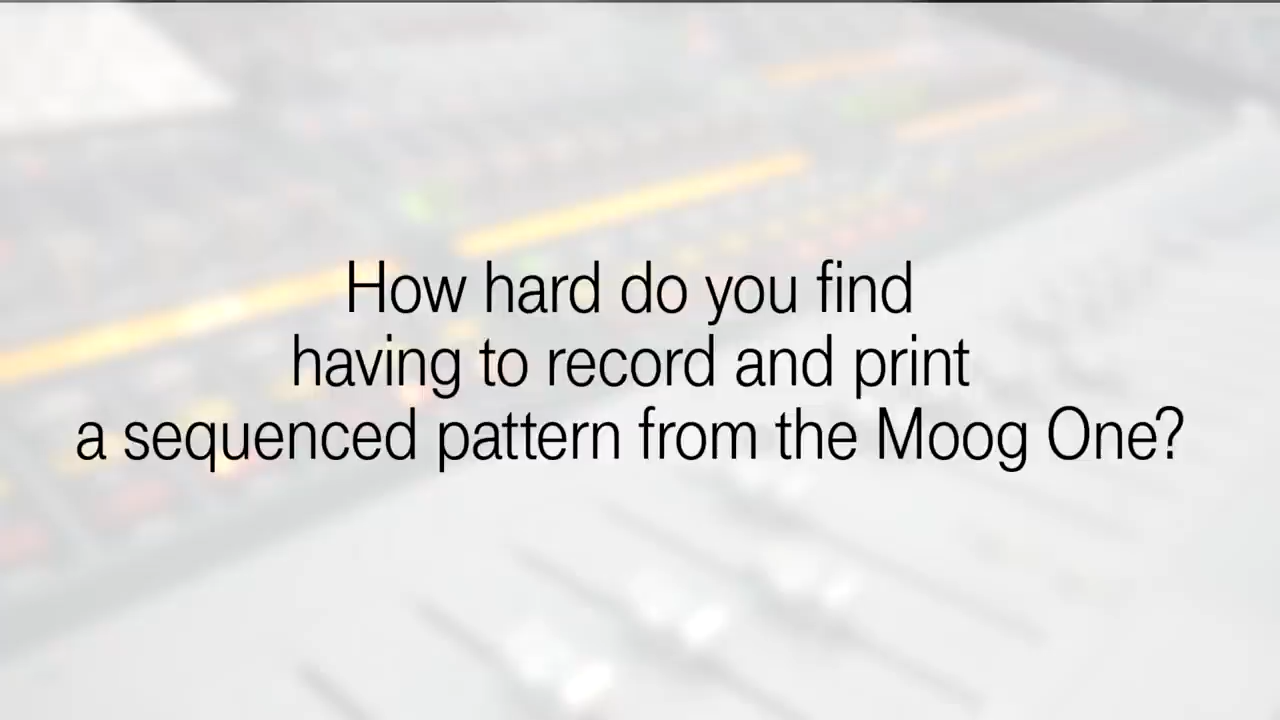 How hard do you find
having to record and print
a sequenced pattern from the Moog One?